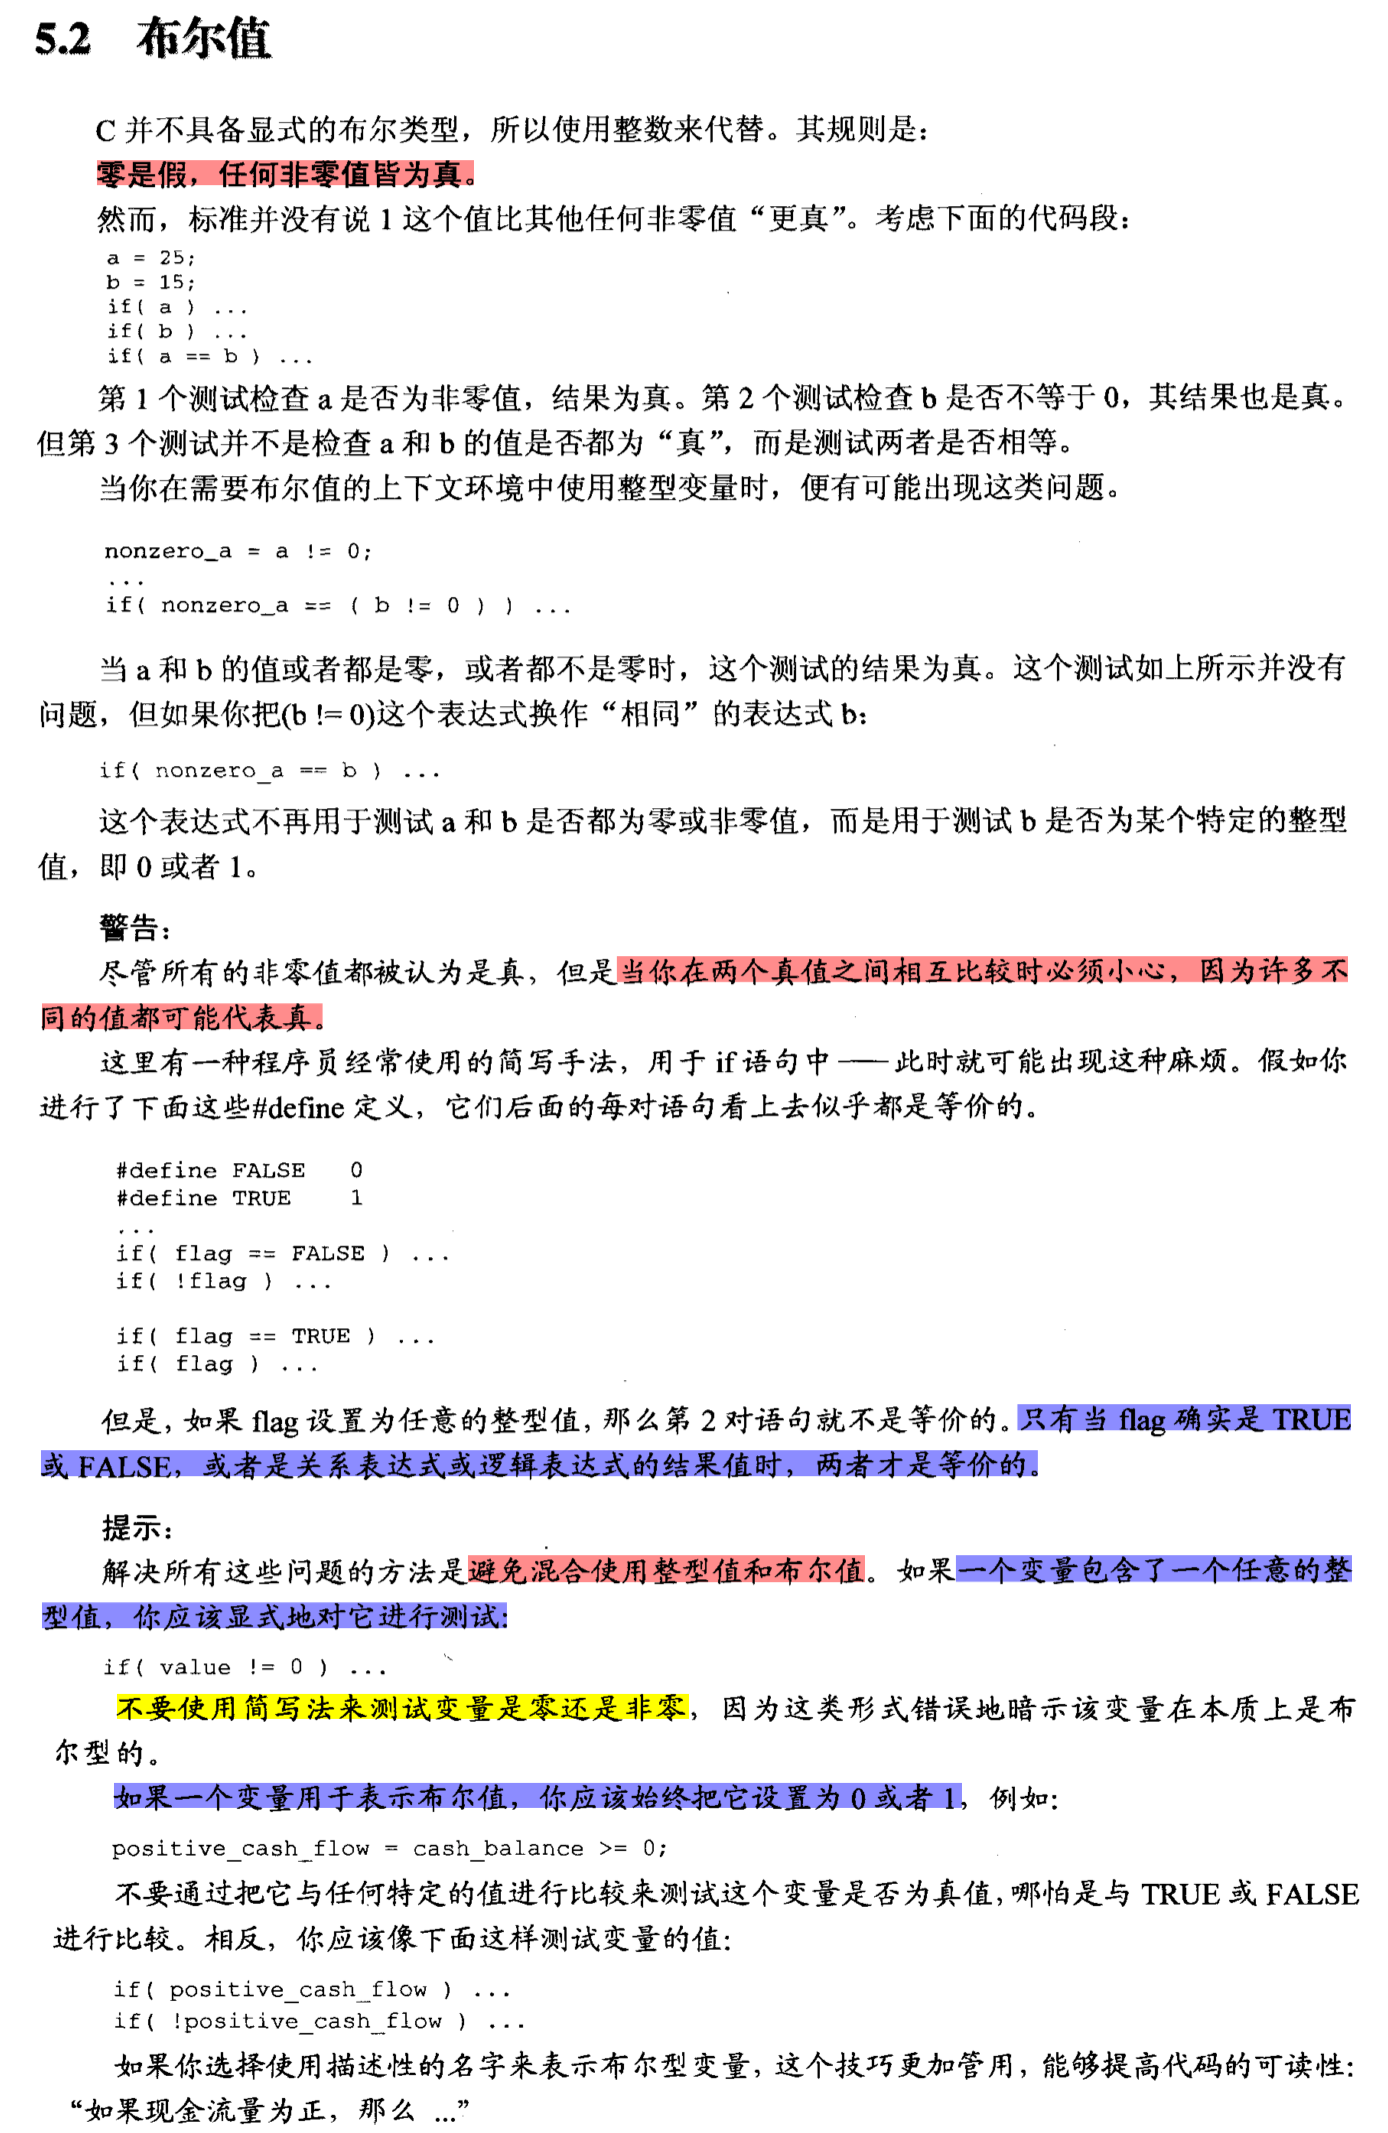 5.2 布尔值
C 并不具备显式的布尔类型，所以使用整数来代替。其规则是：
零是假，任何非零值皆为真。
然而，标准并没有说 1 这个值比其他任何非零值“更真”。考虑下面的代码段：
a = 25;
b = 15;
if( a ) ...
if( b ) ...
if( a == b ) ...
第 1 个测试检查 a 是否为非零值，结果为真。第 2 个测试检查 b 是否不等于 0，其结果也是真。
但第 3 个测试并不是检查 a 和 b 的值是否都为“真”，而是测试两者是否相等。
当你在需要布尔值的上下文环境中使用整型变量时，便有可能出现这类问题。
nonzero_a = a != 0;
...
if( nonzero_a == ( b != 0 ) ) ...
当 a 和 b 的值或者都是零，或者都不是零时，这个测试的结果为真。这个测试如上所示并没有
问题，但如果你把(b != 0)这个表达式换作“相同”的表达式 b：
if( nonzero_a == b ) ...
这个表达式不再用于测试 a 和 b 是否都为零或非零值，而是用于测试 b 是否为某个特定的整型
值，即 0 或者 1。
警告：
尽管所有的非零值都被认为是真，但是当你在两个真值之间相互比较时必须小心，因为许多不
同的值都可能代表真。
这里有一种程序员经常使用的简写手法，用于 if 语句中——此时就可能出现这种麻烦。假如你
进行了下面这些#define 定义，它们后面的每对语句看上去似乎都是等价的。
#define FALSE 0
#define TRUE 1
...
if( flag == FALSE ) ...
if( !flag ) ...
if( flag == TRUE ) ...
if( flag ) ...
但是，如果 flag 设置为任意的整型值，那么第 2 对语句就不是等价的。只有当 flag 确实是 TRUE
或 FALSE，或者是关系表达式或逻辑表达式的结果值时，两者才是等价的。
提示：
解决所有这些问题的方法是避免混合使用整型值和布尔值。如果一个变量包含了一个任意的整
型值，你应该显式地对它进行测试：
if( value != 0 ) ...
不要使用简写法来测试变量是零还是非零，因为这类形式错误地暗示该变量在本质上是布
尔型的。
如果一个变量用于表示布尔值，你应该始终把它设置为 0 或者 1，例如：
positive_cash_flow = cash_balance >= 0;
不要通过把它与任何特定的值进行比较来测试这个变量是否为真值，哪怕是与 TRUE 或 FALSE
进行比较。相反，你应该像下面这样测试变量的值：
if( positive_cash_flow ) ...
if( !positive_cash_flow ) ...
如果你选择使用描述性的名字来表示布尔型变量，这个技巧更加管用，能够提高代码的可读性：
“如果现金流量为正，那么 ...”